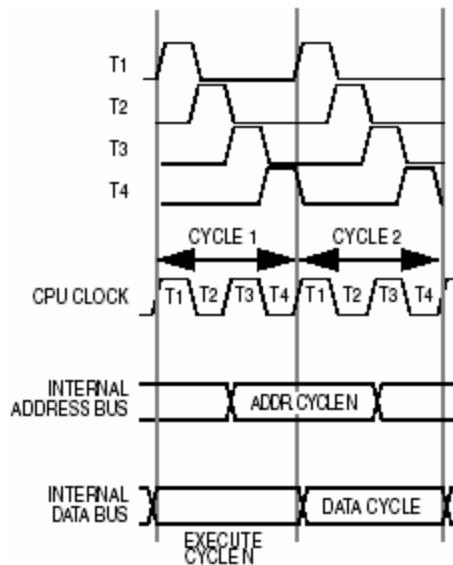 T1
T2
T3
T4
CYCLE 1 CYCLE 2
CPU CLOCK T1 T2 T3 T4 T1 T2 T3 T4
INTERNAL
ADDRESS BUS
ADDR. CYCLE N
INTERNAL
DATA BUS
DATA CYCLE
EXECUTE
CYCLE N